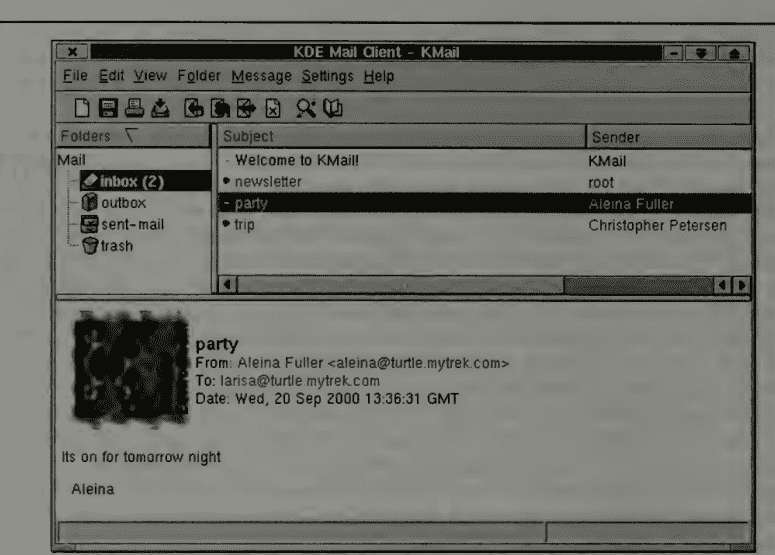 KDE Mail Client - KMail
File Edit View Folder Message Settings Help
Folders Subject Sender
Mail - Welcome to KMail! KMail
inbox (2) • newsletter root
outbox - party Aleina Fuller
sent-mail • trip Christopher Petersen
trash
party
From: Aleina Fuller <aleina@turtle.mytrek.com>
To: larisa@turtle.mytrek.com
Date: Wed, 20 Sep 2000 13:36:31 GMT
Its on for tomorrow night
Aleina